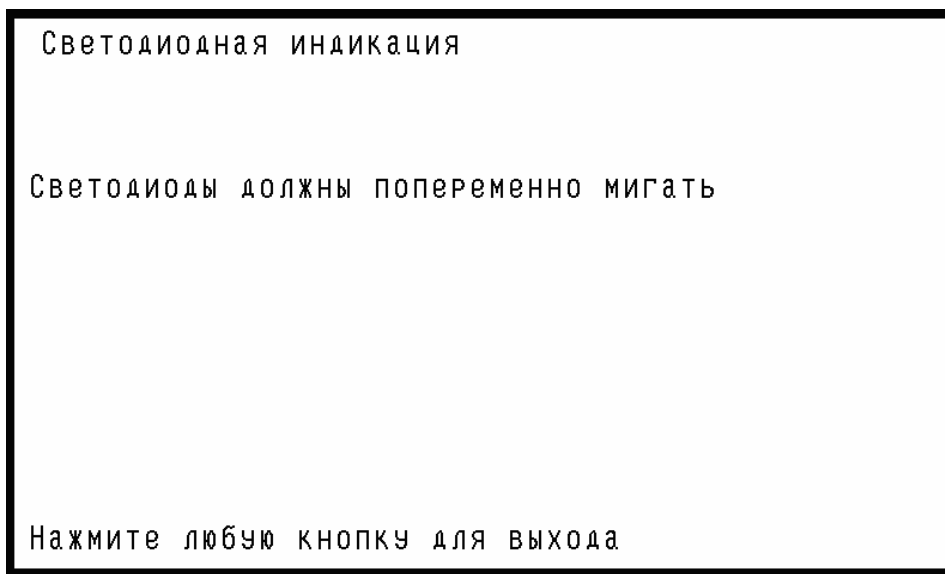 Светодиодная индикация
Светодиоды должны попеременно мигать
Нажмите любую кнопку для выхода